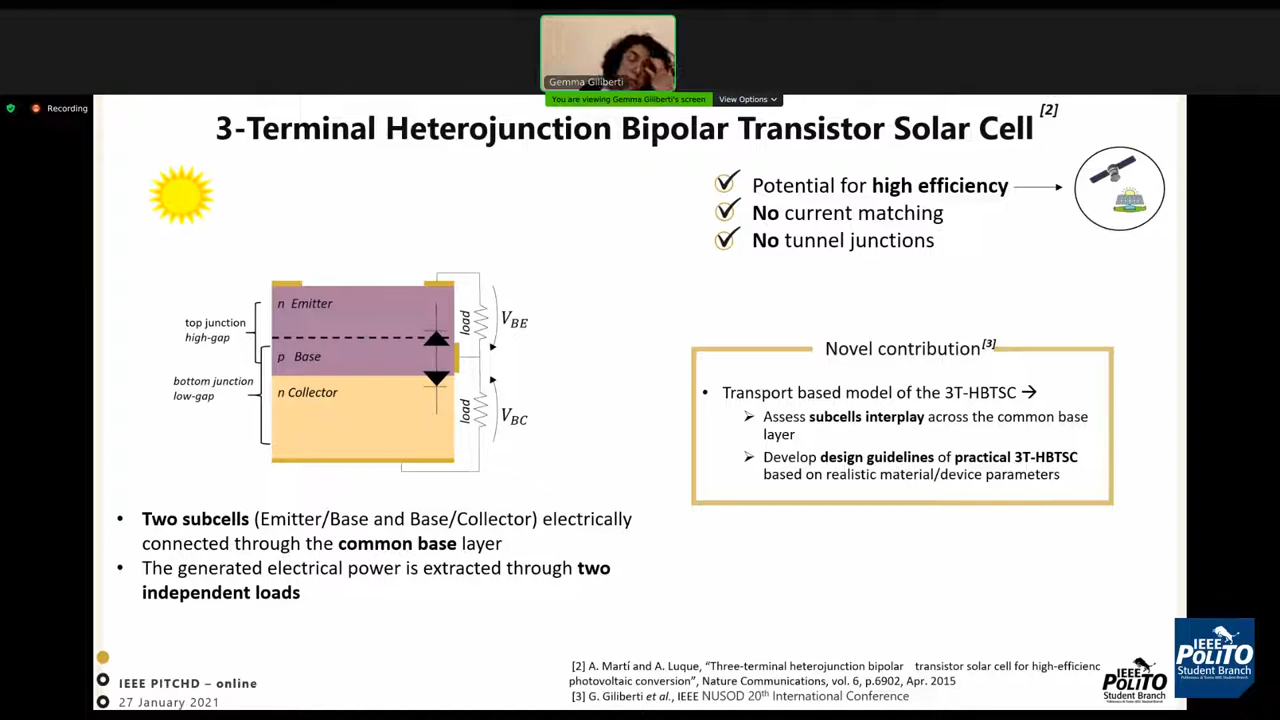 Gemma Giliberti
You are viewing Gemma Giliberti's screen
View Options
Recording
3-Terminal Heterojunction Bipolar Transistor Solar Cell [2]
Potential for high efficiency
No current matching
No tunnel junctions
n Emitter
p Base
n Collector
top junction
high-gap
bottom junction
low-gap
load
V_BE
load
V_BC
Novel contribution[3]
• Transport based model of the 3T-HBTSC →
➢ Assess subcells interplay across the common base
layer
➢ Develop design guidelines of practical 3T-HBTSC
based on realistic material/device parameters
• Two subcells (Emitter/Base and Base/Collector) electrically
connected through the common base layer
• The generated electrical power is extracted through two
independent loads
[2] A. Martí and A. Luque, “Three-terminal heterojunction bipolar transistor solar cell for high-efficienc
photovoltaic conversion”, Nature Communications, vol. 6, p.6902, Apr. 2015
[3] G. Giliberti et al., IEEE NUSOD 20th International Conference
IEEE PITCHD – online
27 January 2021
IEEE
POLITO
Student Branch
IEEE
POLITO
Student Branch